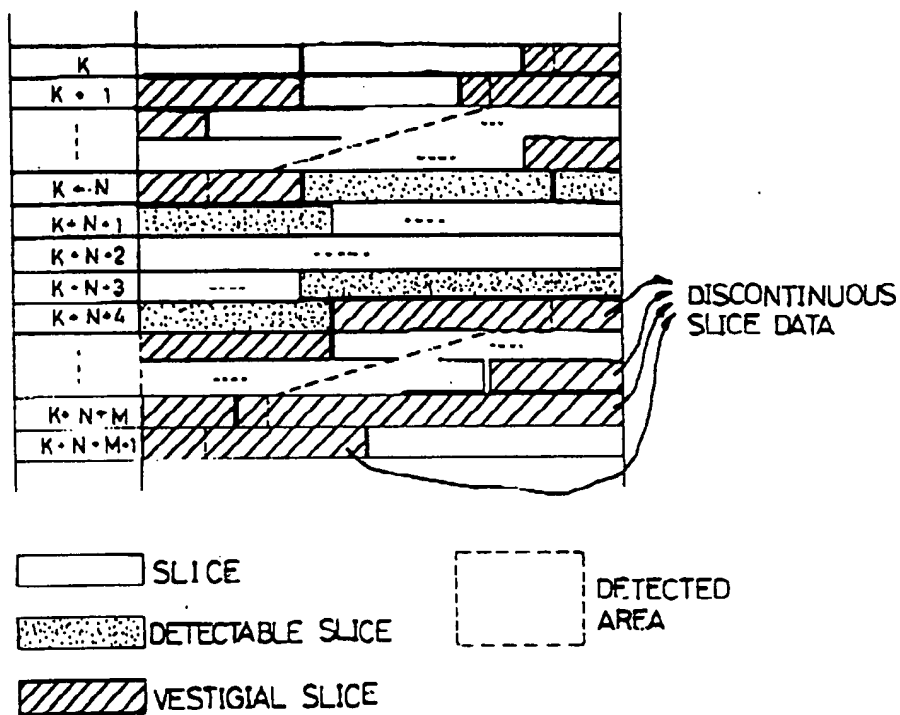 K
K + 1
K + N
K + N + 1
K + N + 2
K + N + 3
K + N + 4
K + N + M
K + N + M + 1
DISCONTINUOUS
SLICE DATA
SLICE
DETECTABLE SLICE
VESTIGIAL SLICE
DETECTED
AREA